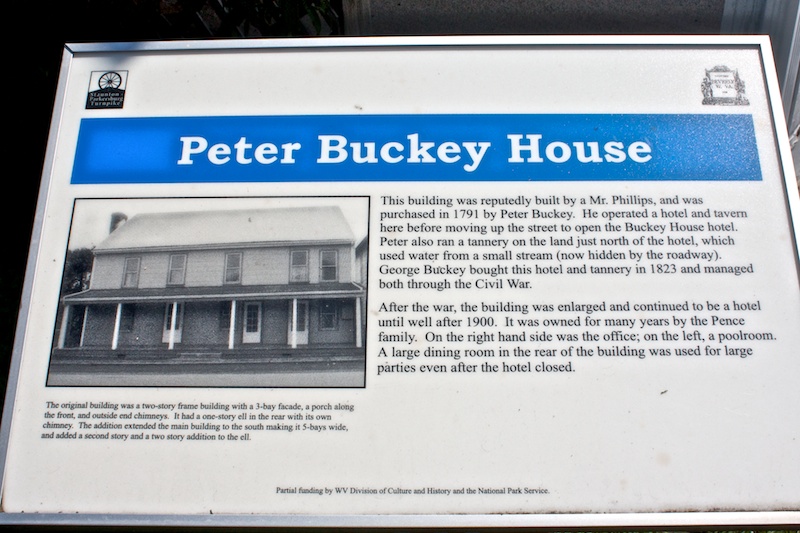 Staunton
Parkersburg
Turnpike
Peter Buckey House
This building was reputedly built by a Mr. Phillips, and was
purchased in 1791 by Peter Buckey. He operated a hotel and tavern
here before moving up the street to open the Buckey House hotel.
Peter also ran a tannery on the land just north of the hotel, which
used water from a small stream (now hidden by the roadway).
George Buckey bought this hotel and tannery in 1823 and managed
both through the Civil War.
After the war, the building was enlarged and continued to be a hotel
until well after 1900. It was owned for many years by the Pence
family. On the right hand side was the office; on the left, a poolroom.
A large dining room in the rear of the building was used for large
parties even after the hotel closed.
The original building was a two-story frame building with a 3-bay facade, a porch along
the front, and outside end chimneys. It had a one-story ell in the rear with its own
chimney. The addition extended the main building to the south making it 5-bays wide,
and added a second story and a two story addition to the ell.
Partial funding by WV Division of Culture and History and the National Park Service.